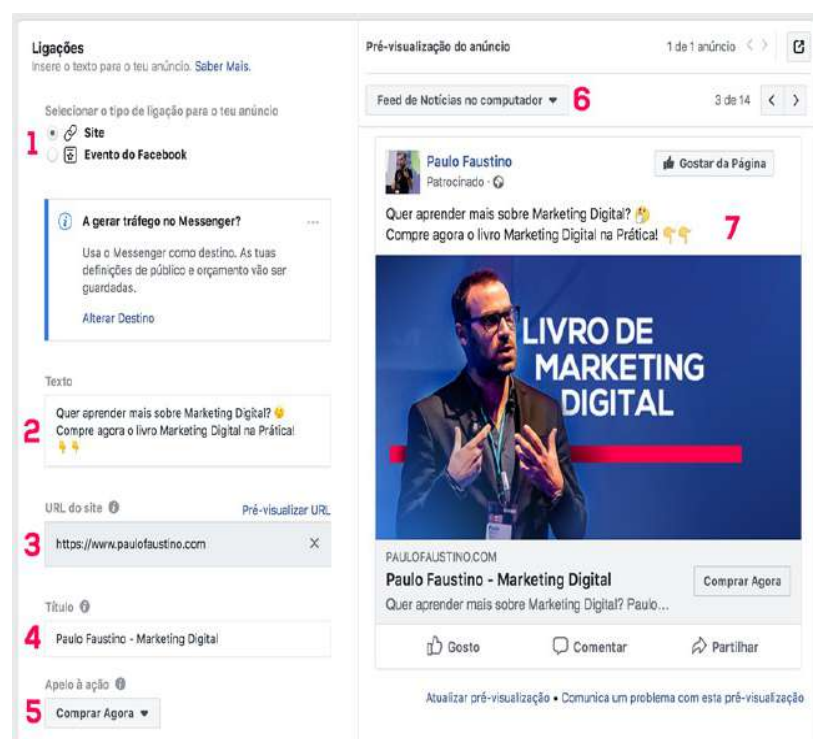 Ligações
Insere o texto para o teu anúncio. Saber Mais.
Selecionar o tipo de ligação para o teu anúncio
1
Site
Evento do Facebook
A gerar tráfego no Messenger? ...
Usa o Messenger como destino. As tuas
definições de público e orçamento vão ser
guardadas.
Alterar Destino
Texto
2
Quer aprender mais sobre Marketing Digital? 🤔
Compre agora o livro Marketing Digital na Prática!
👇👇
URL do site Pré-visualizar URL
3 https://www.paulofaustino.com ×
Título
4 Paulo Faustino - Marketing Digital
Apelo à ação
5 Comprar Agora
Pré-visualização do anúncio 1 de 1 anúncio < >
Feed de Notícias no computador 6 3 de 14 < >
Paulo Faustino Gostar da Página
Patrocinado ·
Quer aprender mais sobre Marketing Digital? 🤔
Compre agora o livro Marketing Digital na Prática! 👇👇
7
LIVRO DE
MARKETING
DIGITAL
PAULOFAUSTINO.COM
Paulo Faustino - Marketing Digital Comprar Agora
Quer aprender mais sobre Marketing Digital? Paulo...
Gosto Comentar Partilhar
Atualizar pré-visualização • Comunica um problema com esta pré-visualização